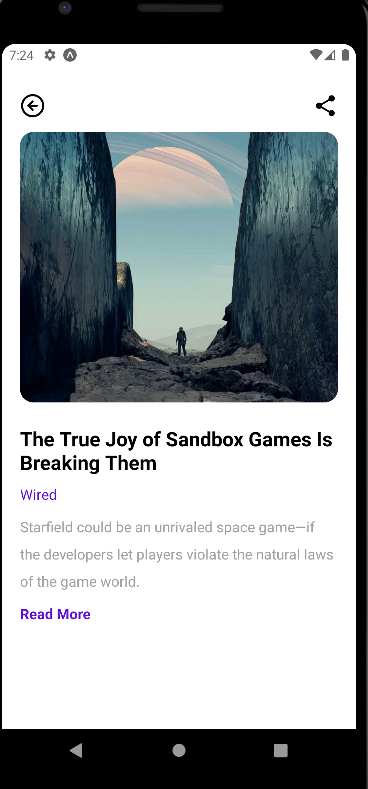 7:24
The True Joy of Sandbox Games Is
Breaking Them
Wired
Starfield could be an unrivaled space game—if
the developers let players violate the natural laws
of the game world.
Read More